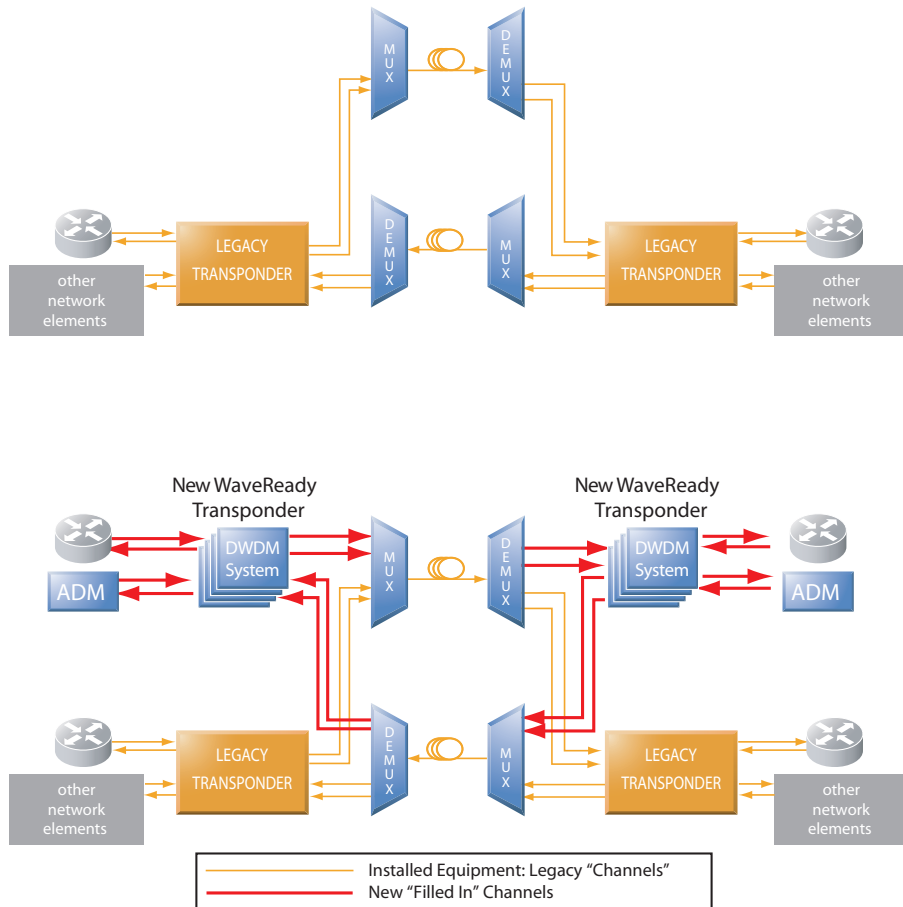 MUX
DEMUX
LEGACY
TRANSPONDER
other
network
elements
DEMUX
MUX
LEGACY
TRANSPONDER
other
network
elements
New WaveReady
Transponder
New WaveReady
Transponder
DWDM
System
ADM
MUX
DEMUX
DWDM
System
ADM
LEGACY
TRANSPONDER
other
network
elements
DEMUX
MUX
LEGACY
TRANSPONDER
other
network
elements
Installed Equipment: Legacy “Channels”
New “Filled In” Channels